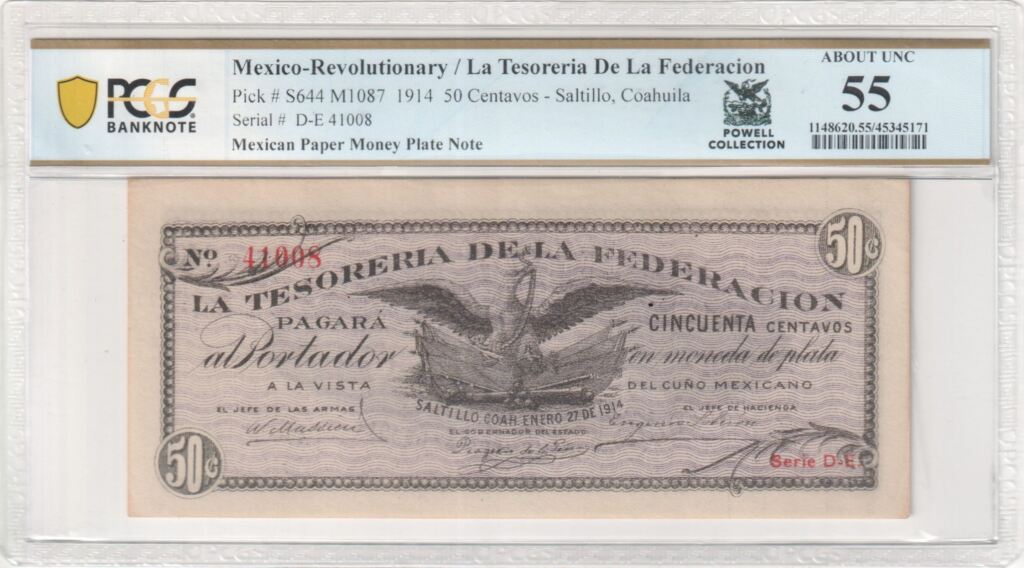 PCGS
BANKNOTE
Mexico-Revolutionary / La Tesoreria De La Federacion
Pick # S644 M1087 1914 50 Centavos - Saltillo, Coahuila
Serial # D-E 41008
Mexican Paper Money Plate Note
POWELL
COLLECTION
ABOUT UNC
55
1148620.55/45345171
50¢
Nº 41008
LA TESORERIA DE LA FEDERACION
PAGARÁ
CINCUENTA CENTAVOS
al Portador
en moneda de plata
A LA VISTA
DEL CUÑO MEXICANO
SALTILLO, COAH. ENERO 27 DE 1914
EL JEFE DE LAS ARMAS
EL JEFE DE HACIENDA
EL GOBERNADOR DEL ESTADO
50¢
Serie D-E.